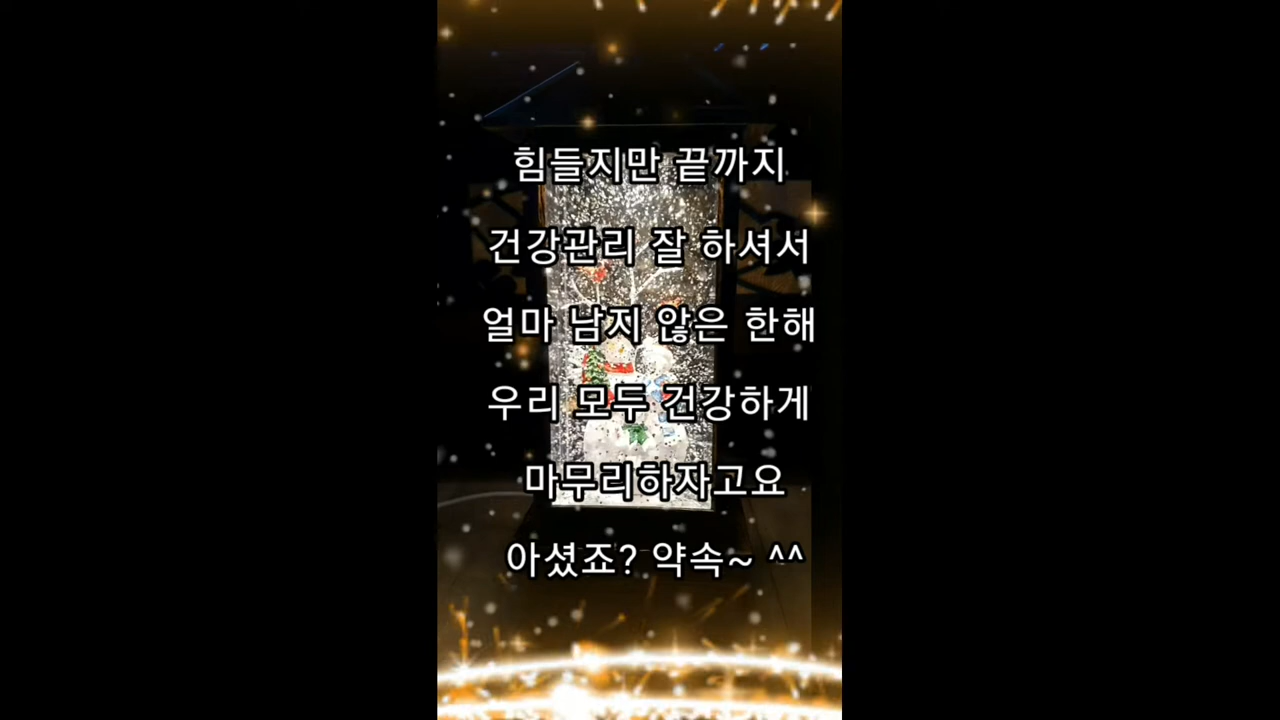 힘들지만 끝까지
건강관리 잘 하셔서
얼마 남지 않은 한해
우리 모두 건강하게
마무리하자고요
아셨죠? 약속~ ^^